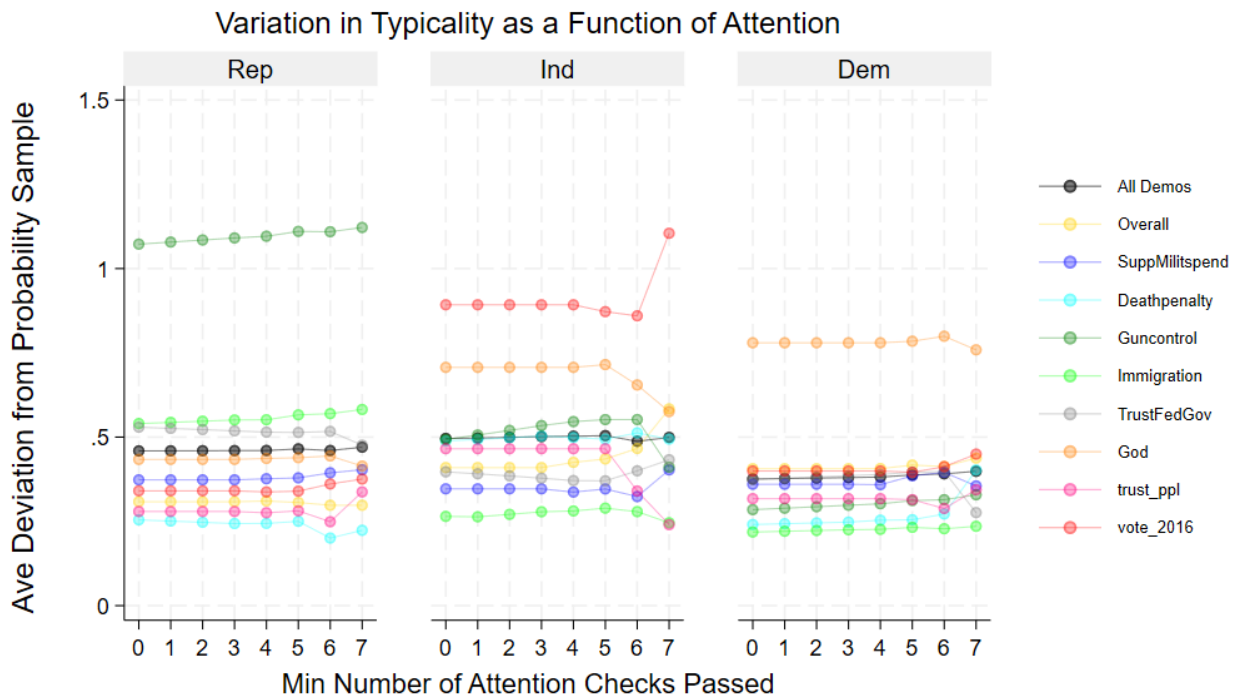 Variation in Typicality as a Function of Attention
Rep
Ind
Dem
Ave Deviation from Probability Sample
1.5
1
.5
0
0 1 2 3 4 5 6 7
0 1 2 3 4 5 6 7
0 1 2 3 4 5 6 7
Min Number of Attention Checks Passed
All Demos
Overall
SuppMilitspend
Deathpenalty
Guncontrol
Immigration
TrustFedGov
God
trust_ppl
vote_2016